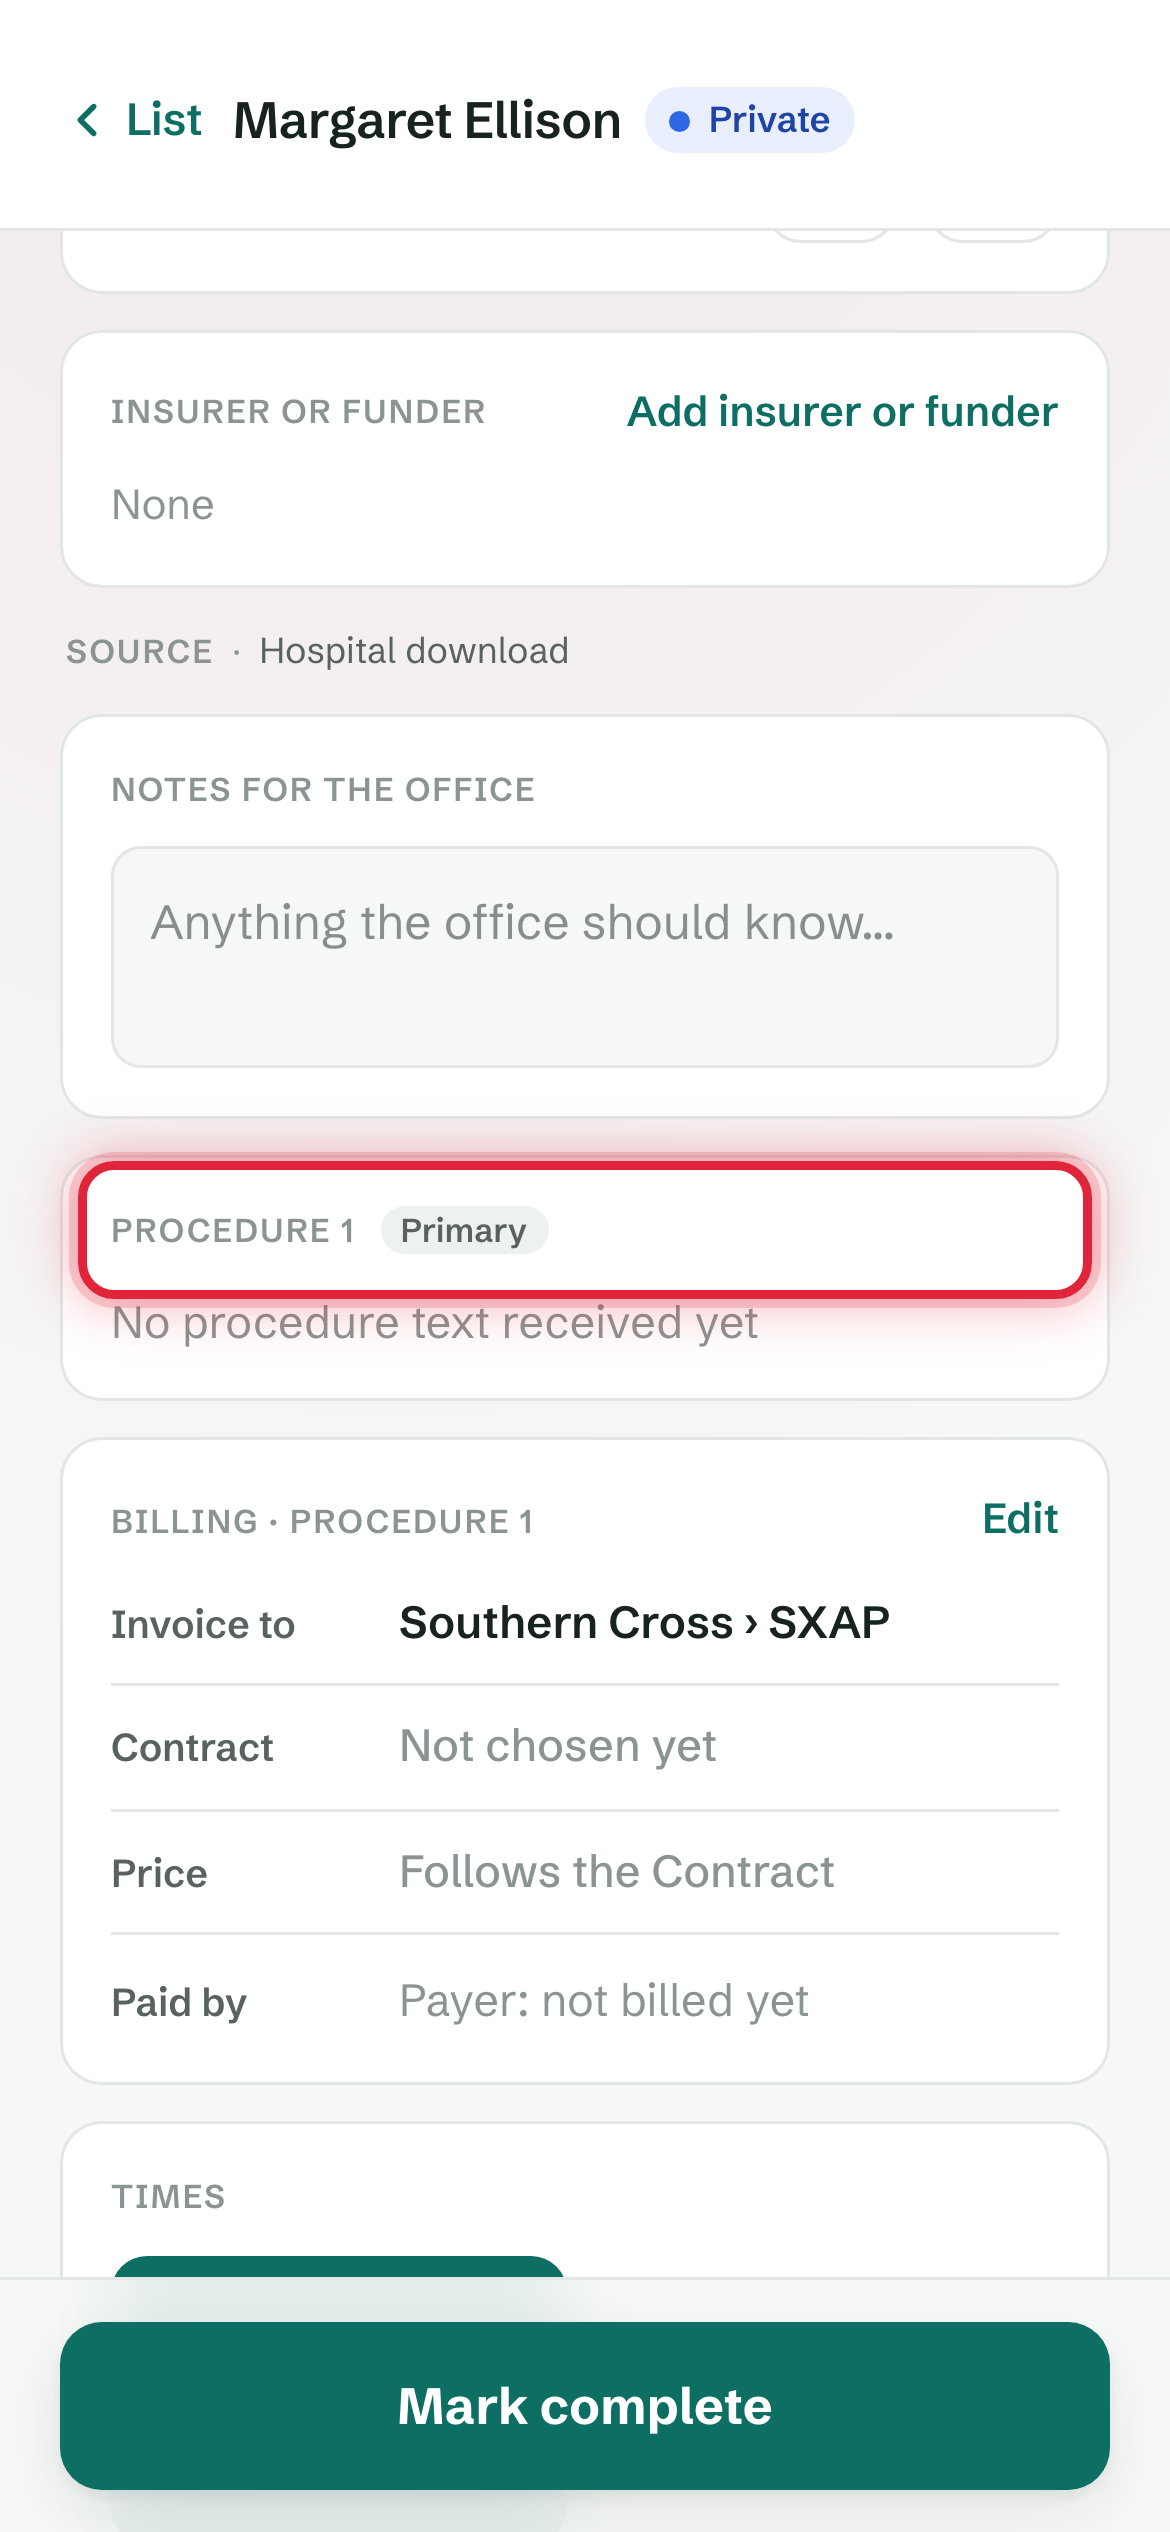 List Margaret Ellison Private
INSURER OR FUNDER Add insurer or funder
None
SOURCE · Hospital download
NOTES FOR THE OFFICE
Anything the office should know...
PROCEDURE 1 Primary
No procedure text received yet
BILLING · PROCEDURE 1 Edit
Invoice to Southern Cross › SXAP
Contract Not chosen yet
Price Follows the Contract
Paid by Payer: not billed yet
TIMES
Mark complete